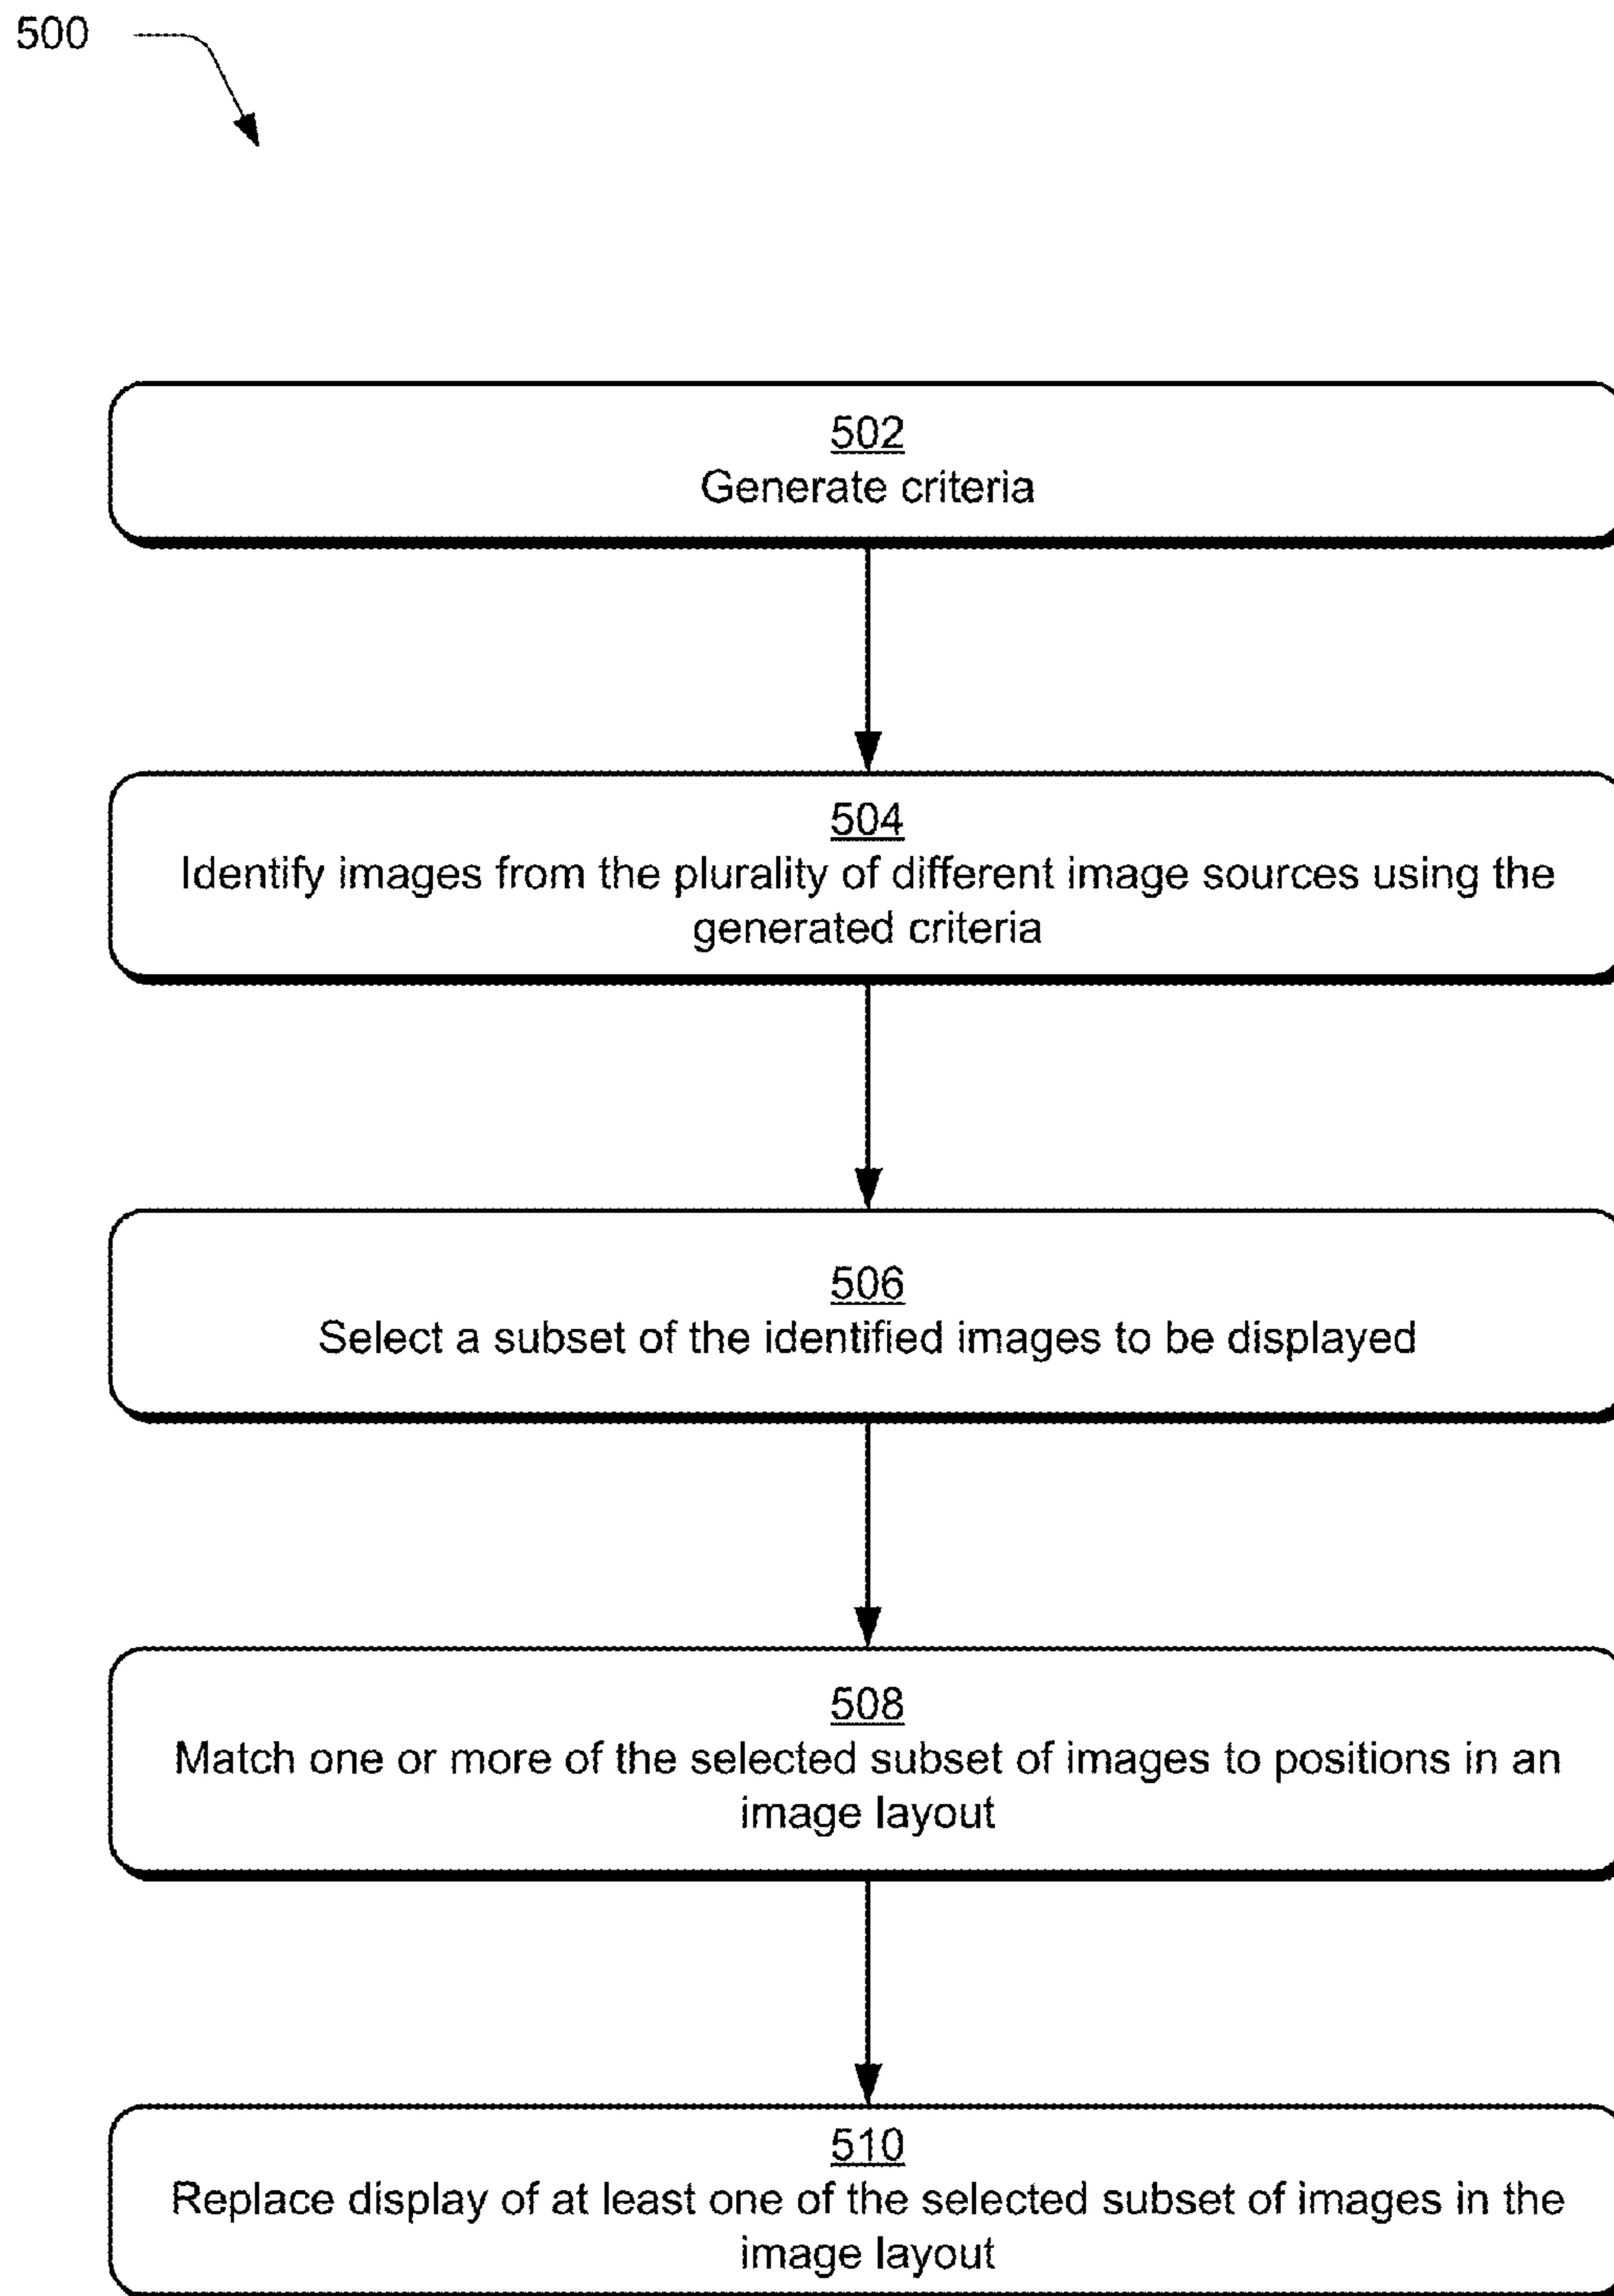 500
502
Generate criteria
504
Identify images from the plurality of different image sources using the
generated criteria
506
Select a subset of the identified images to be displayed
508
Match one or more of the selected subset of images to positions in an
image layout
510
Replace display of at least one of the selected subset of images in the
image layout